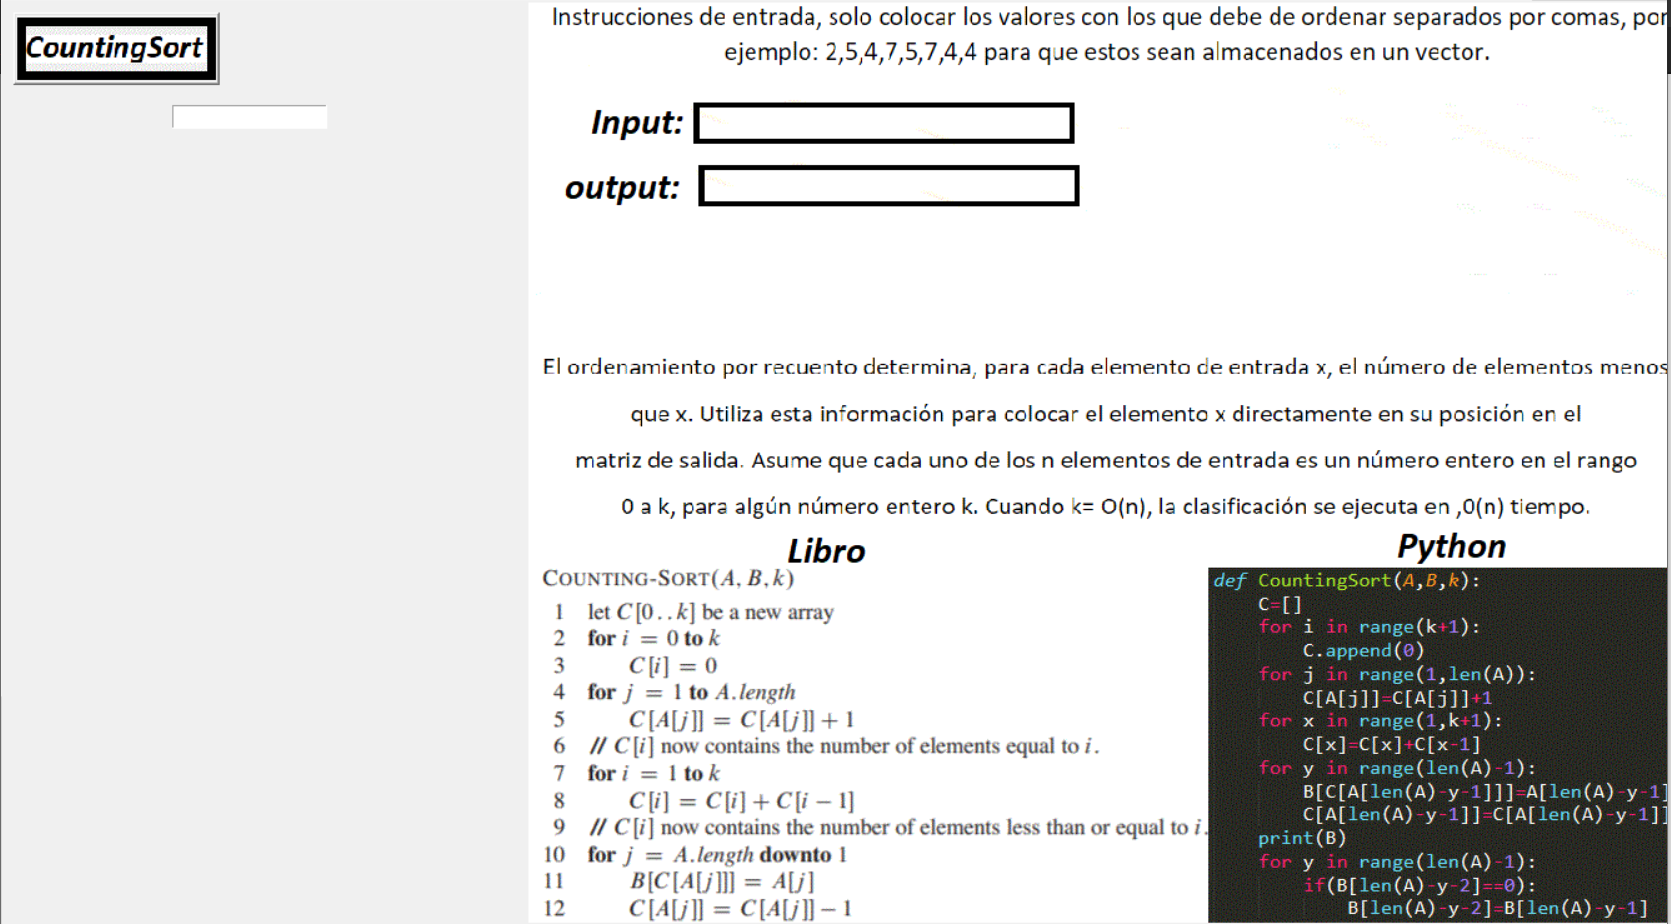 CountingSort
Instrucciones de entrada, solo colocar los valores con los que debe de ordenar separados por comas, por
ejemplo: 2,5,4,7,5,7,4,4 para que estos sean almacenados en un vector.
Input:
output:
El ordenamiento por recuento determina, para cada elemento de entrada x, el número de elementos menos
que x. Utiliza esta información para colocar el elemento x directamente en su posición en el
matriz de salida. Asume que cada uno de los n elementos de entrada es un número entero en el rango
0 a k, para algún número entero k. Cuando k= O(n), la clasificación se ejecuta en ,0(n) tiempo.
Libro
COUNTING-SORT(A, B, k)
1 let C[0..k] be a new array
2 for i = 0 to k
3 C[i] = 0
4 for j = 1 to A.length
5 C[A[j]] = C[A[j]] + 1
6 // C[i] now contains the number of elements equal to i.
7 for i = 1 to k
8 C[i] = C[i] + C[i − 1]
9 // C[i] now contains the number of elements less than or equal to i.
10 for j = A.length downto 1
11 B[C[A[j]]] = A[j]
12 C[A[j]] = C[A[j]] − 1
Python
def CountingSort(A,B,k):
C=[]
for i in range(k+1):
C.append(0)
for j in range(1,len(A)):
C[A[j]]=C[A[j]]+1
for x in range(1,k+1):
C[x]=C[x]+C[x-1]
for y in range(len(A)-1):
B[C[A[len(A)-y-1]]]=A[len(A)-y-1]
C[A[len(A)-y-1]]=C[A[len(A)-y-1]]
print(B)
for y in range(len(A)-1):
if(B[len(A)-y-2]==0):
B[len(A)-y-2]=B[len(A)-y-1]